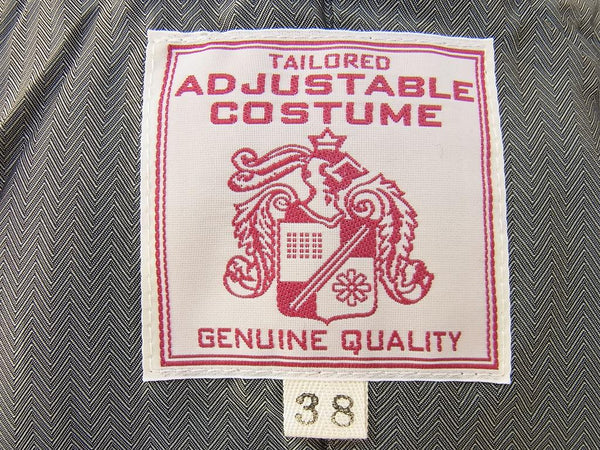 TAILORED
ADJUSTABLE
COSTUME
GENUINE QUALITY
38